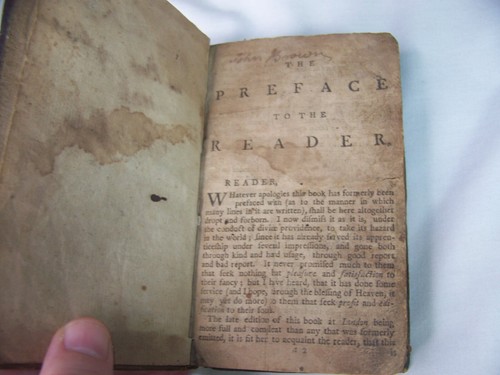 John Brown
THE
PREFACE
TO THE
READER.
READER,
WHatever apologies this book has formerly been
prefaced with (as to the manner in which
many lines in it are written), shall be here altogether
dropt and forborn. I now dismiss it as it is, under
the conduct of divine providence, to take its hazard
in the world; since it has already served its appren-
ticeship under several impressions, and gone both
through kind and hard usage, through good report
and bad report. It never promised much to them
that seek nothing but pleasure and satisfaction to
their fancy; but I have heard, that it has done some
service (and I hope, through the blessing of Heaven, it
may yet do more) to them that seek profit and edi-
fication to their souls.
The late edition of this book at London being
more full and compleat than any that was formerly
emitted, it is fit to acquaint the reader, that this
is